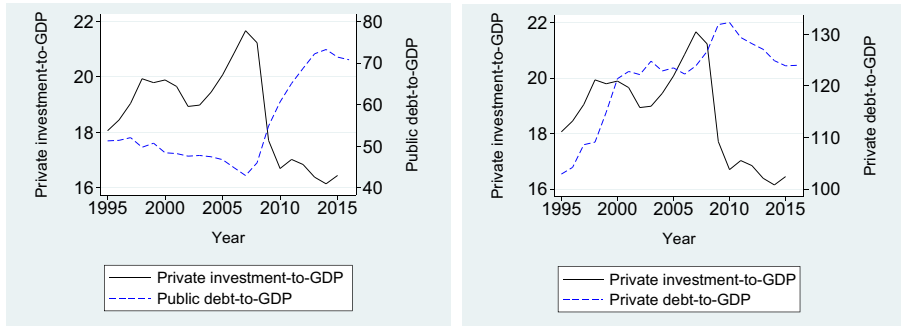 Private investment-to-GDP
22
20
18
16
80
70
60
50
40
Public debt-to-GDP
1995 2000 2005 2010 2015
Year
Private investment-to-GDP
Public debt-to-GDP
Private investment-to-GDP
22
20
18
16
130
120
110
100
Private debt-to-GDP
1995 2000 2005 2010 2015
Year
Private investment-to-GDP
Private debt-to-GDP